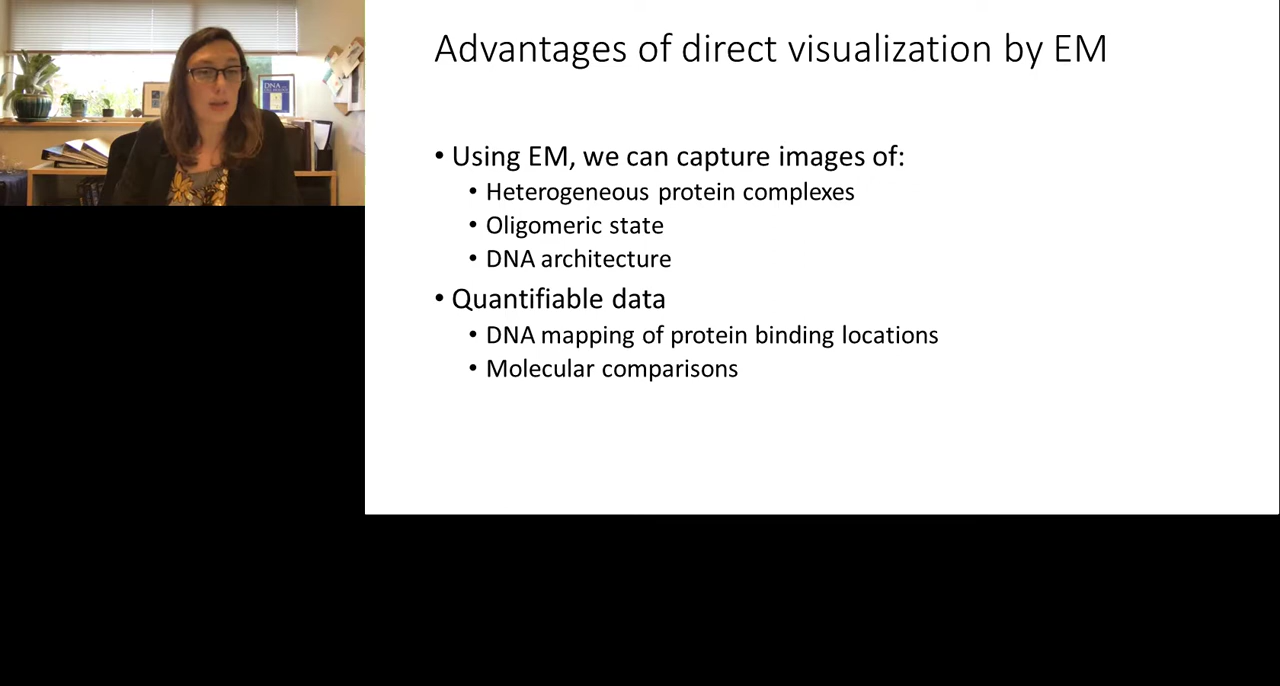 DNA
Advantages of direct visualization by EM
• Using EM, we can capture images of:
• Heterogeneous protein complexes
• Oligomeric state
• DNA architecture
• Quantifiable data
• DNA mapping of protein binding locations
• Molecular comparisons